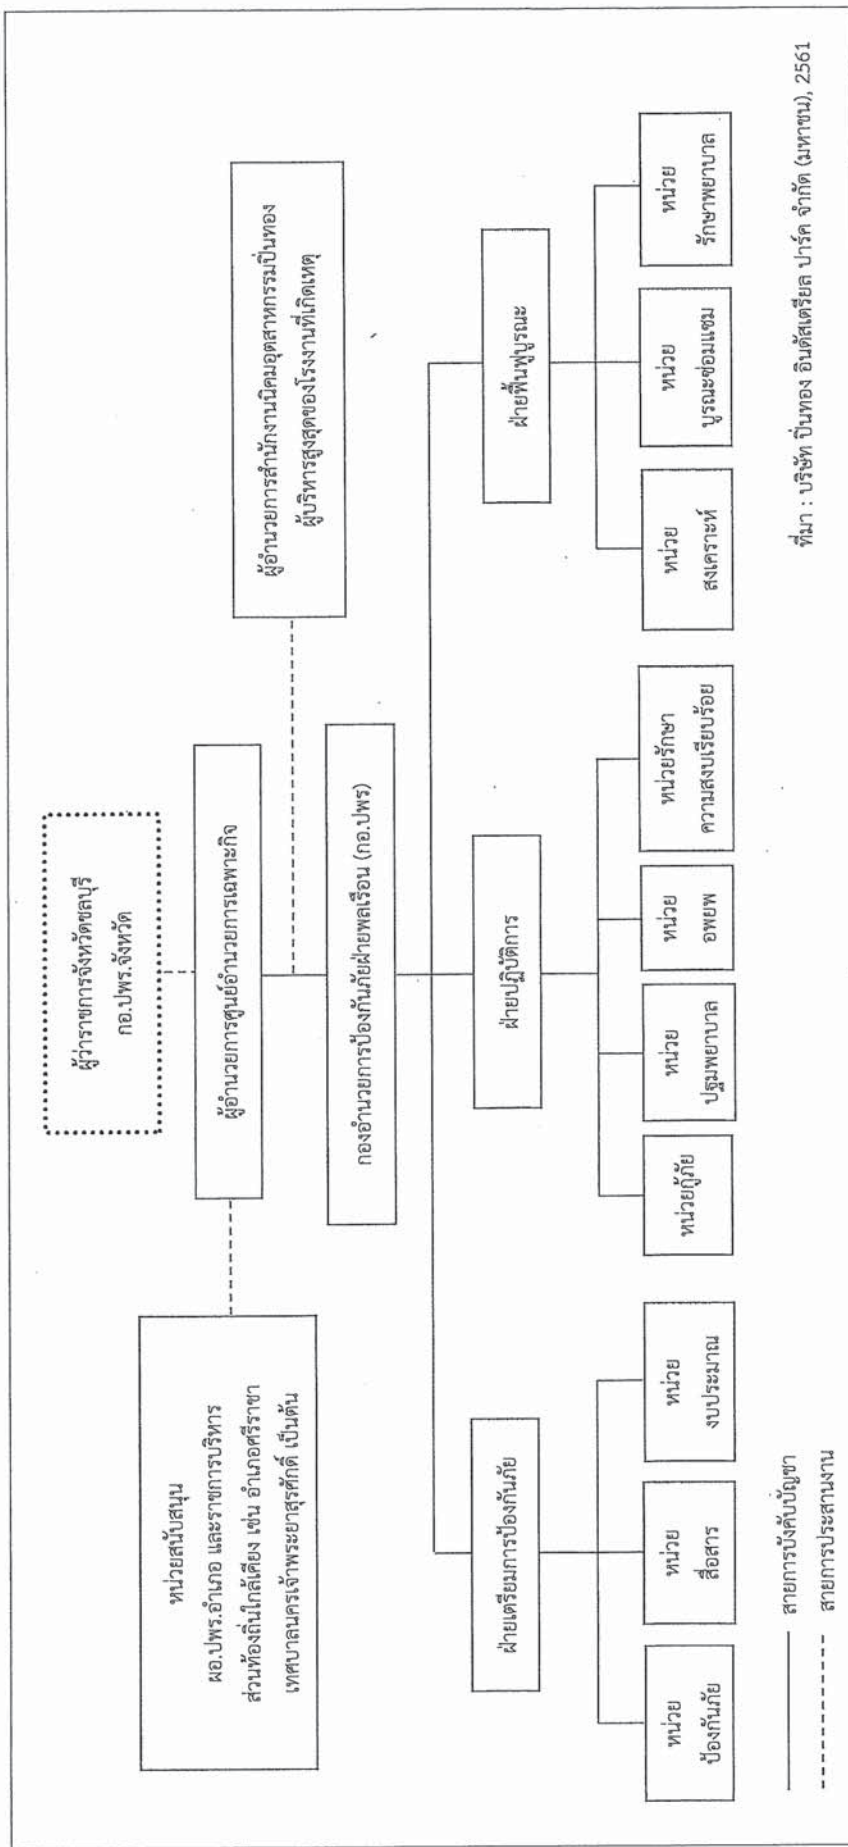 ผู้ว่าราชการจังหวัดชลบุรี
กอ.ปพร.จังหวัด
หน่วยสนับสนุน
ผอ.ปพร.อำเภอ และราชการบริหาร
ส่วนท้องถิ่นใกล้เคียง เช่น อำเภอศรีราชา
เทศบาลนครเจ้าพระยาสุรศักดิ์ เป็นต้น
ผู้อำนวยการศูนย์อำนวยการเฉพาะกิจ
ผู้อำนวยการสำนักงานนิคมอุตสาหกรรมปิ่นทอง
ผู้บริหารสูงสุดของโรงงานที่เกิดเหตุ
กองอำนวยการป้องกันภัยฝ่ายพลเรือน (กอ.ปพร)
ฝ่ายเตรียมการป้องกันภัย
ฝ่ายปฏิบัติการ
ฝ่ายฟื้นฟูบูรณะ
หน่วย
ป้องกันภัย
หน่วย
สื่อสาร
หน่วย
งบประมาณ
หน่วยกู้ภัย
หน่วย
ปฐมพยาบาล
หน่วย
อพยพ
หน่วยรักษา
ความสงบเรียบร้อย
หน่วย
สงเคราะห์
หน่วย
บูรณะซ่อมแซม
หน่วย
รักษาพยาบาล
สายการบังคับบัญชา
สายการประสานงาน
ที่มา : บริษัท ปิ่นทอง อินดัสเตรียล ปาร์ค จำกัด (มหาชน), 2561